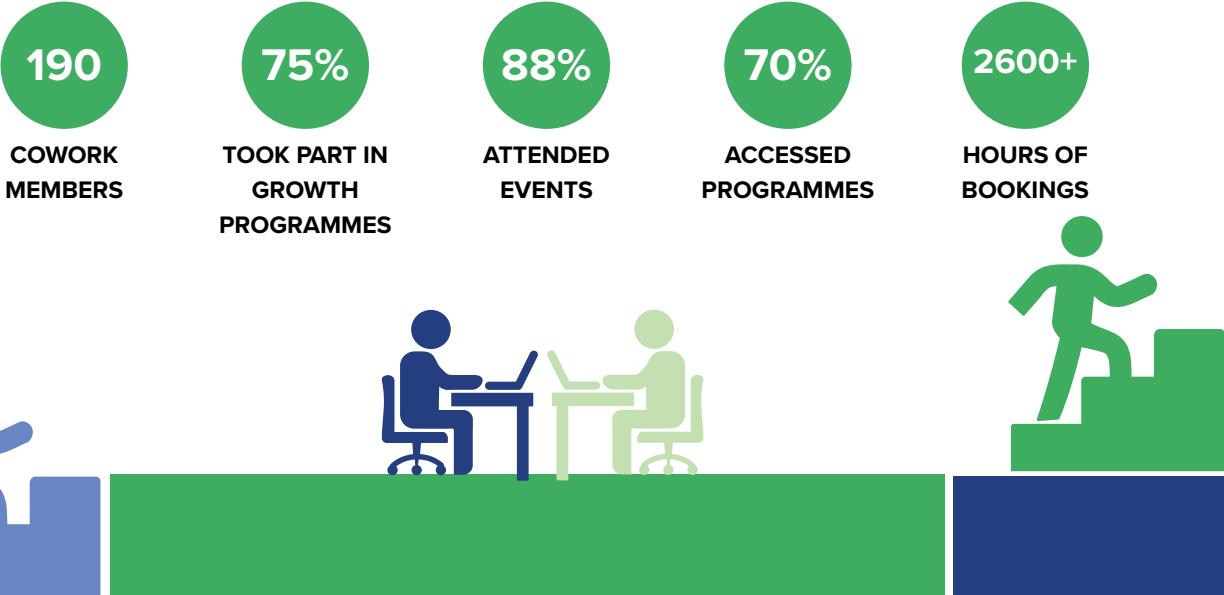 190
COWORK
MEMBERS
75%
TOOK PART IN
GROWTH
PROGRAMMES
88%
ATTENDED
EVENTS
70%
ACCESSED
PROGRAMMES
2600+
HOURS OF
BOOKINGS